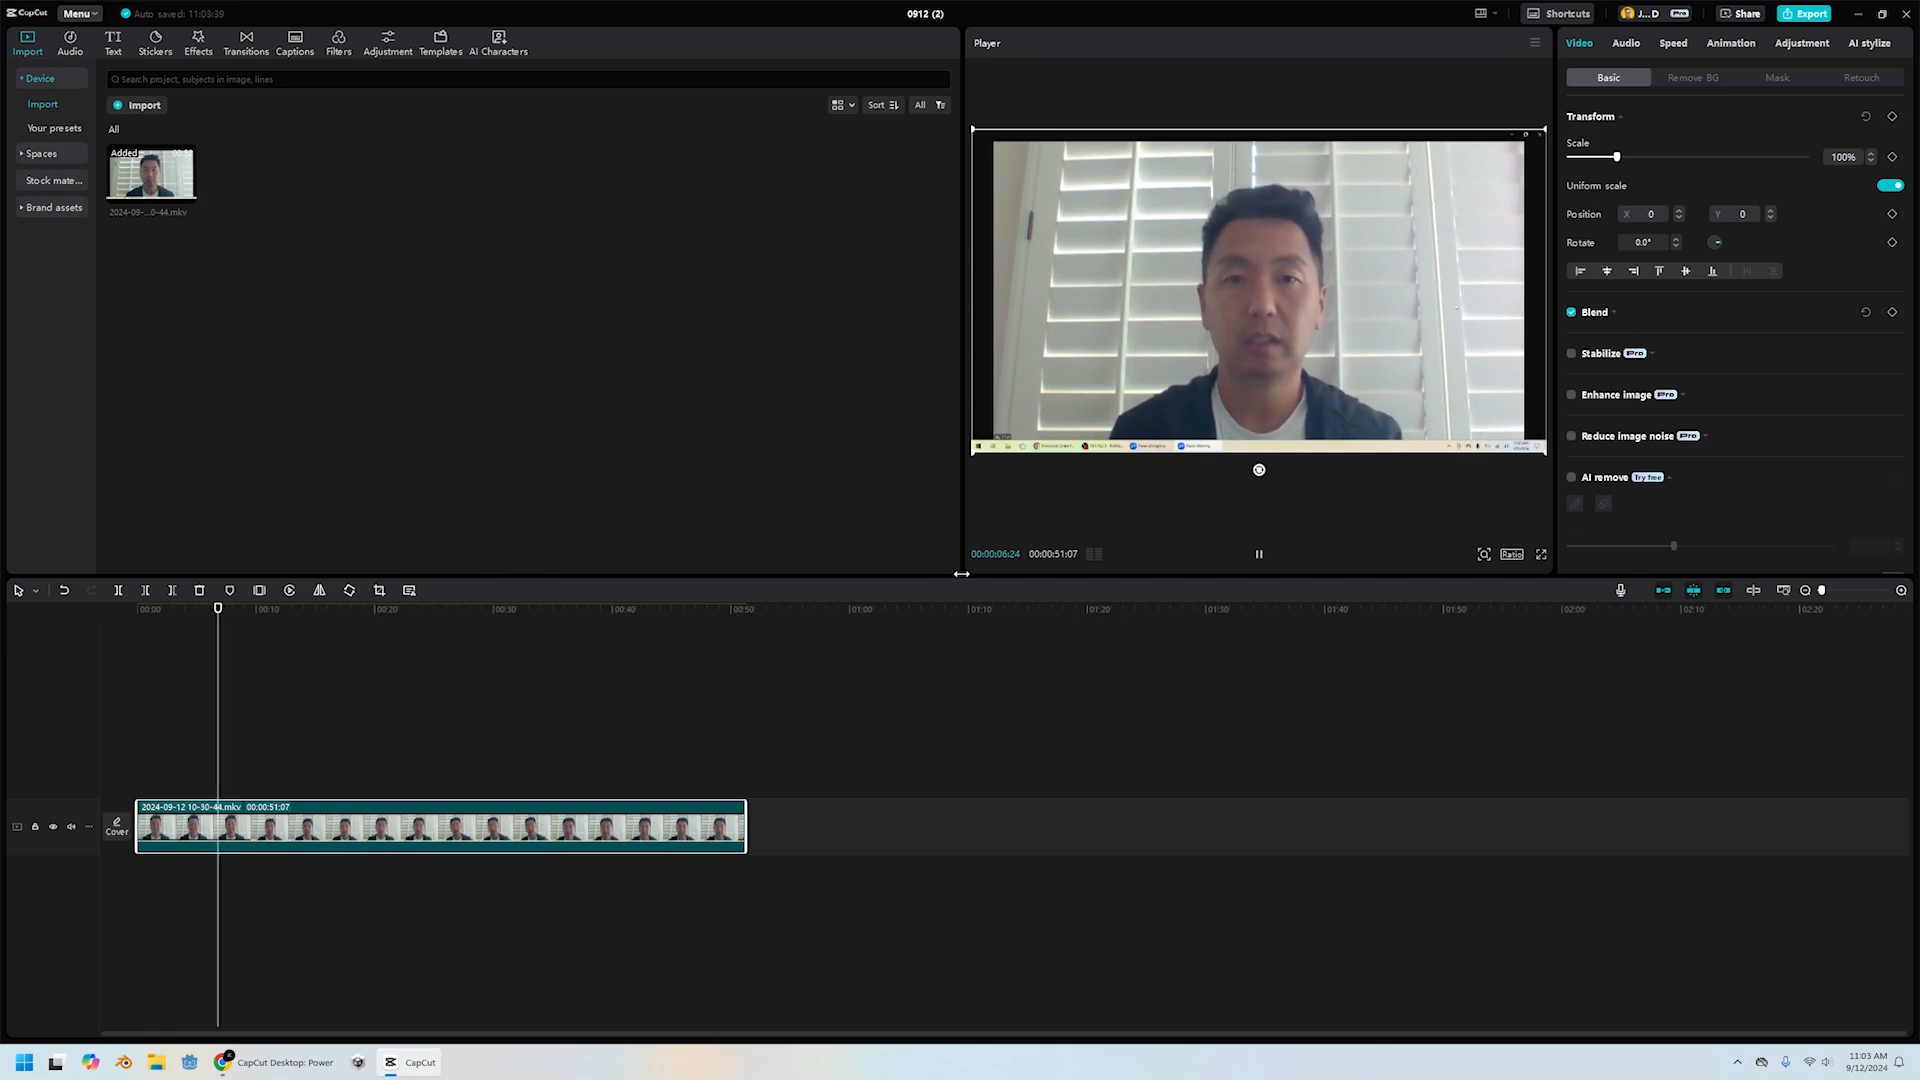 CapCut Menu Auto saved: 11:03:39 0912 (2) Shortcuts J...D Pro Share Export
Import Audio Text Stickers Effects Transitions Captions Filters Adjustment Templates AI Characters
Device
Import
Your presets
Spaces
Stock mate...
Brand assets
Search project, subjects in image, lines
Import Sort All
All
Added
2024-09-...0-44.mkv
Player
00:00:06:24 00:00:51:07 Ratio
Video Audio Speed Animation Adjustment AI stylize
Basic Remove BG Mask Retouch
Transform
Scale
100%
Uniform scale
Position X 0 Y 0
Rotate 0.0°
Blend
Stabilize Pro
Enhance image Pro
Reduce image noise Pro
AI remove Try free
00:00 00:10 00:20 00:30 00:40 00:50 01:00 01:10 01:20 01:30 01:40 01:50 02:00 02:10 02:20
Cover
2024-09-12 10-30-44.mkv 00:00:51:07
CapCut Desktop: Power CapCut
11:03 AM
9/12/2024